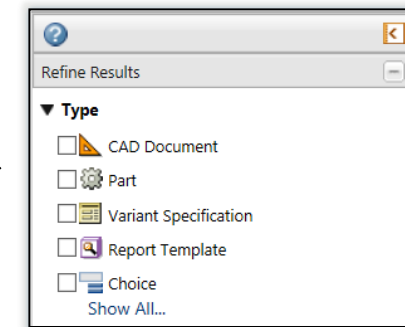 Refine Results
Type
CAD Document
Part
Variant Specification
Report Template
Choice
Show All...